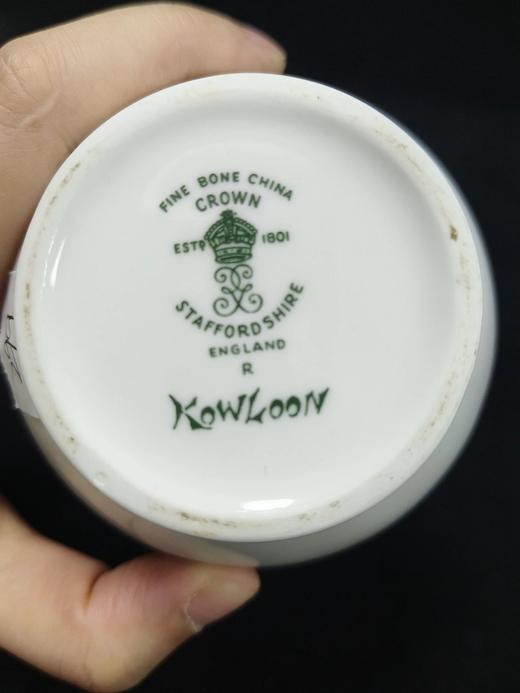 FINE BONE CHINA
CROWN
ESTD 1801
STAFFORDSHIRE
ENGLAND
R
KOWLOON